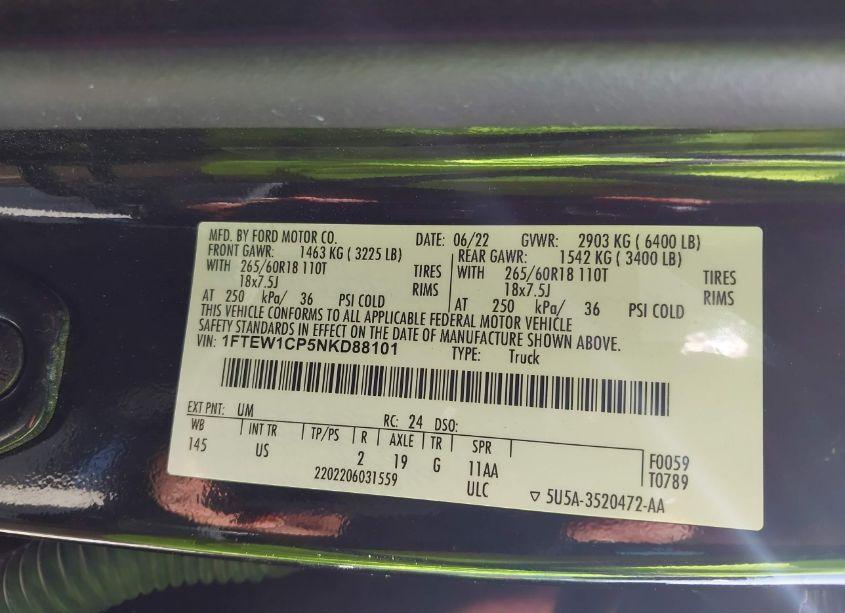 MFD. BY FORD MOTOR CO. DATE: 06/22 GVWR: 2903 KG ( 6400 LB)
FRONT GAWR: 1463 KG ( 3225 LB) REAR GAWR: 1542 KG ( 3400 LB)
WITH 265/60R18 110T TIRES WITH 265/60R18 110T TIRES
18x7.5J RIMS 18x7.5J RIMS
AT 250 kPa/ 36 PSI COLD AT 250 kPa/ 36 PSI COLD
THIS VEHICLE CONFORMS TO ALL APPLICABLE FEDERAL MOTOR VEHICLE
SAFETY STANDARDS IN EFFECT ON THE DATE OF MANUFACTURE SHOWN ABOVE.
VIN: 1FTEW1CP5NKD88101 TYPE: Truck
EXT PNT: UM RC: 24 DSO:
WB INT TR TP/PS R AXLE TR SPR
145 US 2 19 G 11AA F0059
2202206031559 ULC T0789
▽ 5U5A-3520472-AA